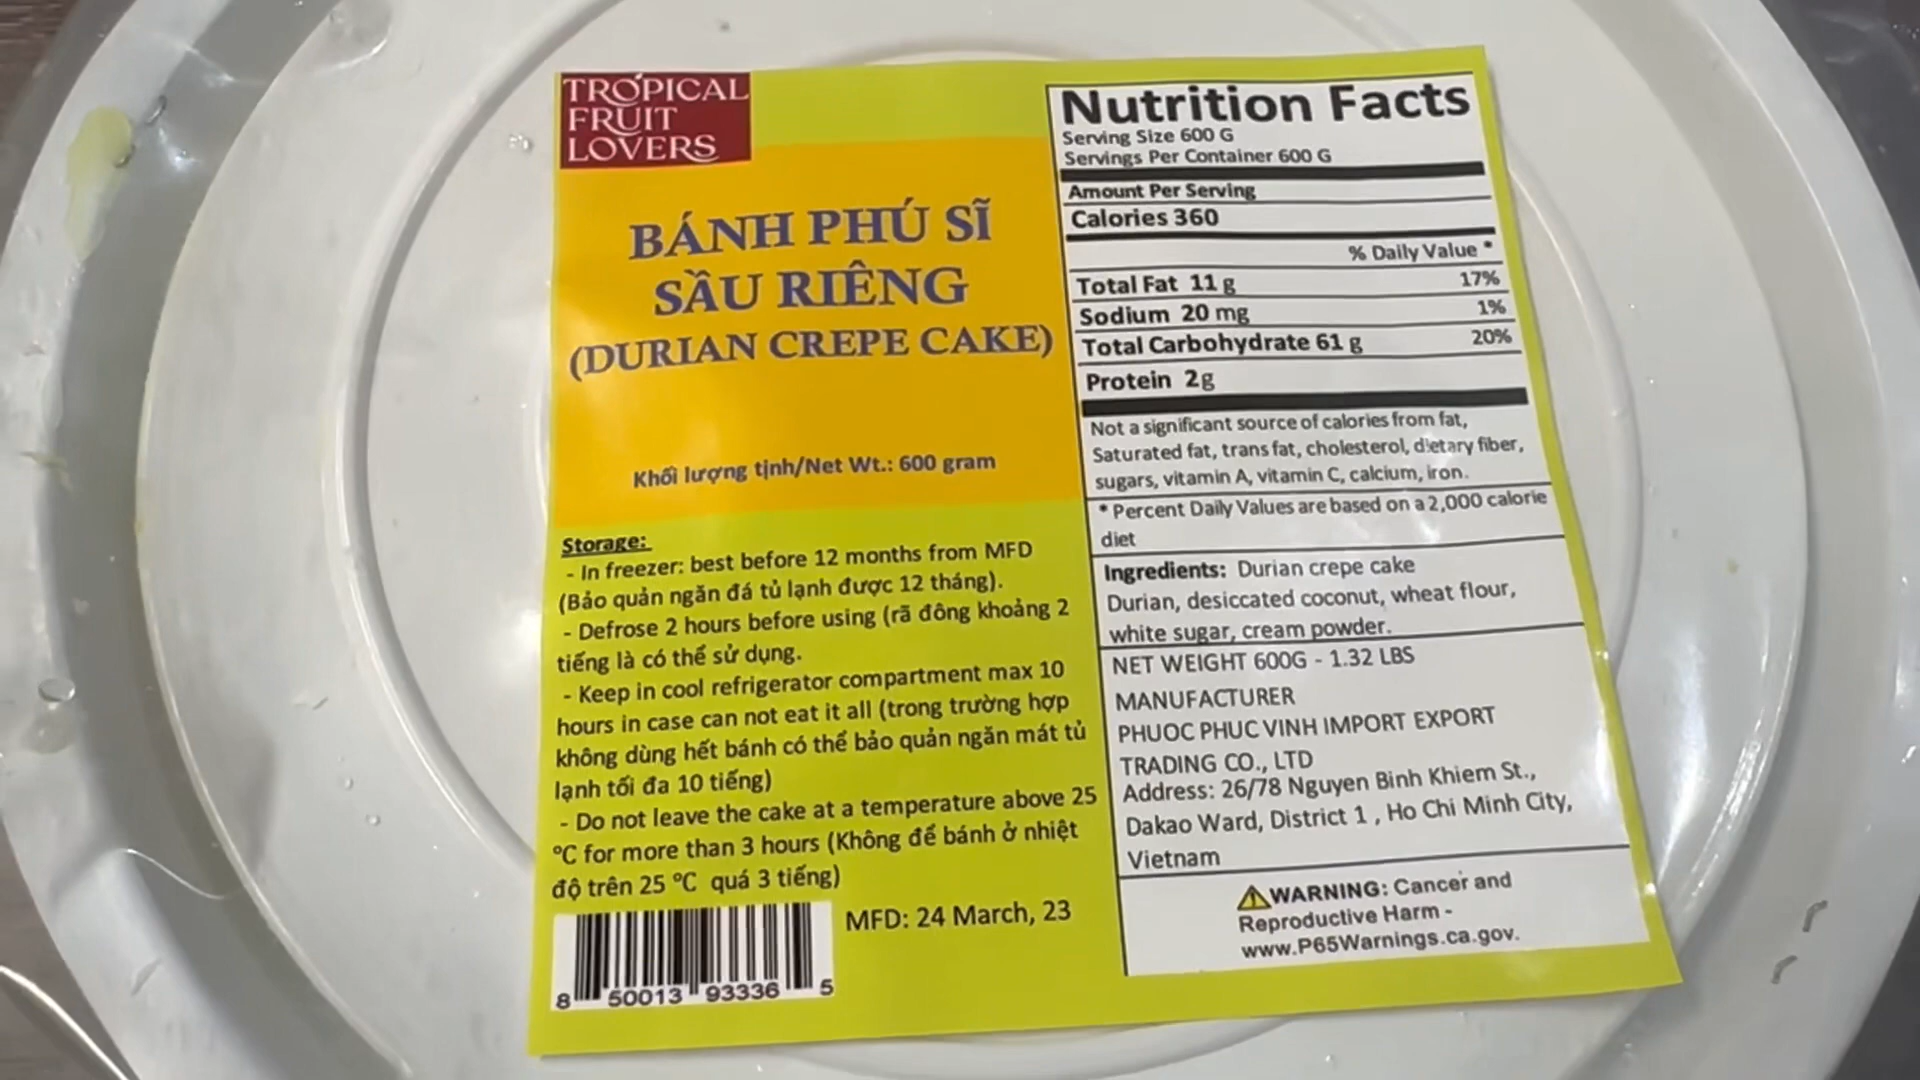 TROPICAL
FRUIT
LOVERS
BÁNH PHÚ SĨ
SẦU RIÊNG
(DURIAN CREPE CAKE)
Khối lượng tịnh/Net Wt.: 600 gram
Storage:
- In freezer: best before 12 months from MFD
(Bảo quản ngăn đá tủ lạnh được 12 tháng).
- Defrose 2 hours before using (rã đông khoảng 2
tiếng là có thể sử dụng.
- Keep in cool refrigerator compartment max 10
hours in case can not eat it all (trong trường hợp
không dùng hết bánh có thể bảo quản ngăn mát tủ
lạnh tối đa 10 tiếng)
- Do not leave the cake at a temperature above 25
°C for more than 3 hours (Không để bánh ở nhiệt
độ trên 25 °C quá 3 tiếng)
MFD: 24 March, 23
8 50013 93336 5
Nutrition Facts
Serving Size 600 G
Servings Per Container 600 G
Amount Per Serving
Calories 360
% Daily Value *
Total Fat 11 g 17%
Sodium 20 mg 1%
Total Carbohydrate 61 g 20%
Protein 2g
Not a significant source of calories from fat,
Saturated fat, trans fat, cholesterol, dietary fiber,
sugars, vitamin A, vitamin C, calcium, iron.
* Percent Daily Values are based on a 2,000 calorie
diet
Ingredients: Durian crepe cake
Durian, desiccated coconut, wheat flour,
white sugar, cream powder.
NET WEIGHT 600G - 1.32 LBS
MANUFACTURER
PHUOC PHUC VINH IMPORT EXPORT
TRADING CO., LTD
Address: 26/78 Nguyen Binh Khiem St.,
Dakao Ward, District 1 , Ho Chi Minh City,
Vietnam
WARNING: Cancer and
Reproductive Harm -
www.P65Warnings.ca.gov.